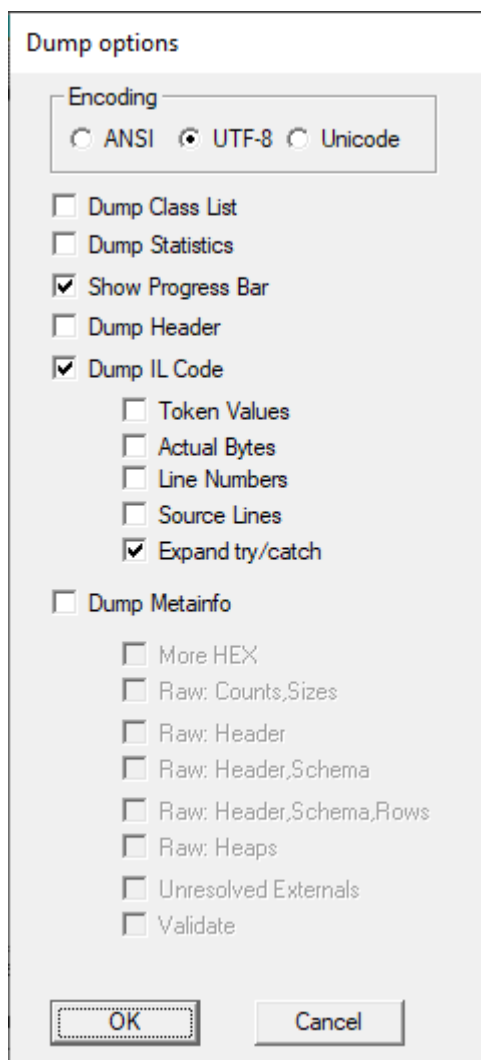 Dump options
Encoding
ANSI UTF-8 Unicode
Dump Class List
Dump Statistics
Show Progress Bar
Dump Header
Dump IL Code
Token Values
Actual Bytes
Line Numbers
Source Lines
Expand try/catch
Dump Metainfo
More HEX
Raw: Counts,Sizes
Raw: Header
Raw: Header,Schema
Raw: Header,Schema,Rows
Raw: Heaps
Unresolved Externals
Validate
OK Cancel